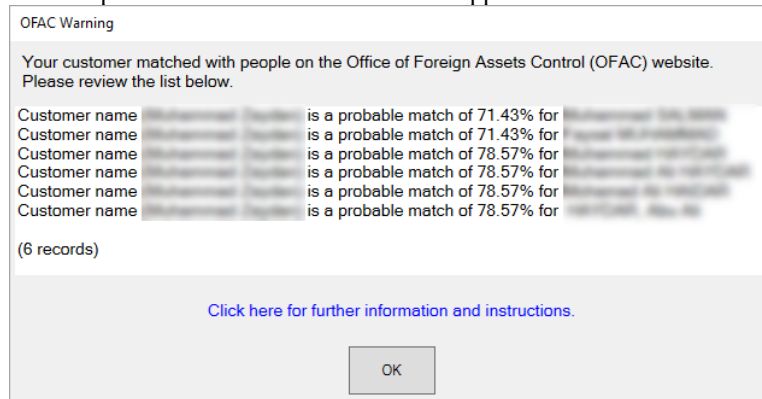 OFAC Warning
Your customer matched with people on the Office of Foreign Assets Control (OFAC) website.
Please review the list below.
Customer name is a probable match of 71.43% for
Customer name is a probable match of 71.43% for
Customer name is a probable match of 78.57% for
Customer name is a probable match of 78.57% for
Customer name is a probable match of 78.57% for
Customer name is a probable match of 78.57% for
(6 records)
Click here for further information and instructions.
OK